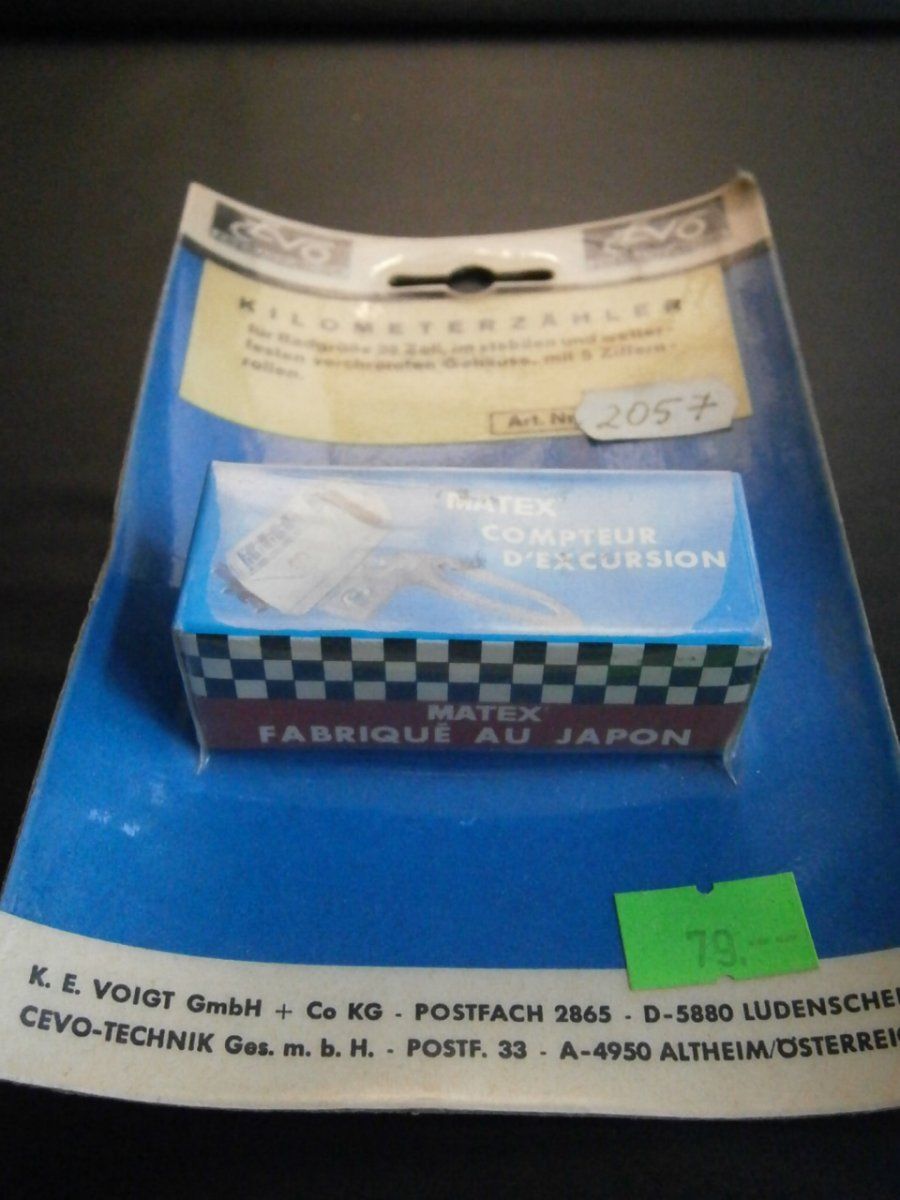 CEVO CEVO
KILOMETERZÄHLER
für Radgröße 26 Zoll, im stabilen und wetter-
festen verchromten Gehäuse, mit 5 Ziffern-
rollen.
Art. Nr. 2057
MATEX
COMPTEUR
D'EXCURSION
MATEX
FABRIQUÉ AU JAPON
79.--
K. E. VOIGT GmbH + Co KG - POSTFACH 2865 - D-5880 LÜDENSCHEI
CEVO-TECHNIK Ges. m. b. H. - POSTF. 33 - A-4950 ALTHEIM/ÖSTERREI